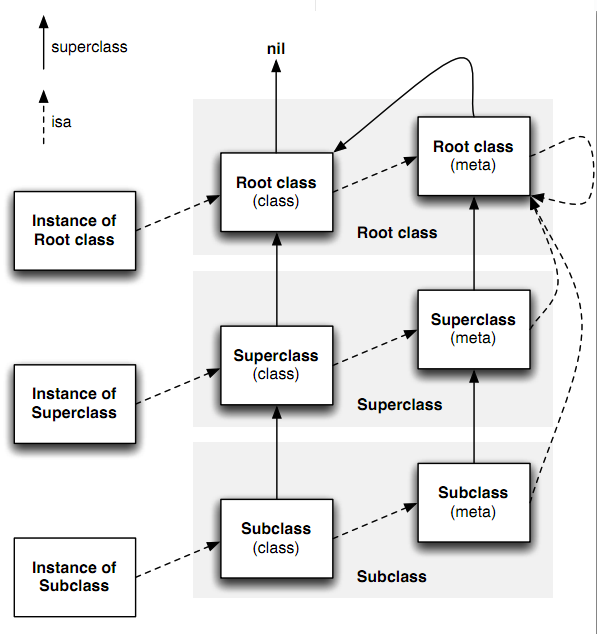 superclass
nil
isa
Root class
(meta)
Root class
(class)
Instance of
Root class
Root class
Superclass
(meta)
Superclass
(class)
Instance of
Superclass
Superclass
Subclass
(meta)
Subclass
(class)
Instance of
Subclass
Subclass